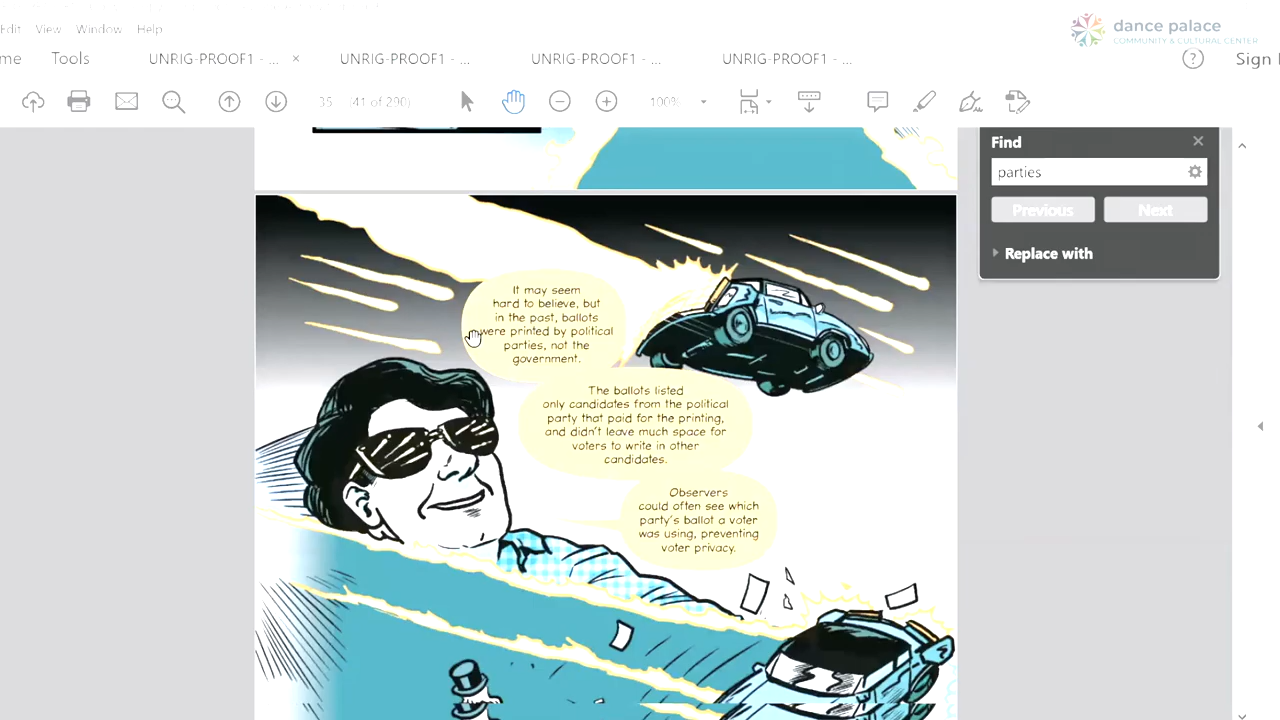 dance palace
COMMUNITY & CULTURAL CENTER
Edit View Window Help
me Tools UNRIG-PROOF1 - ... × UNRIG-PROOF1 - ... UNRIG-PROOF1 - ... UNRIG-PROOF1 - ... Sign
35 (41 of 290) 100%
Find
parties
Previous Next
Replace with
It may seem
hard to believe, but
in the past, ballots
were printed by political
parties, not the
government.
The ballots listed
only candidates from the political
party that paid for the printing,
and didn't leave much space for
voters to write in other
candidates.
Observers
could often see which
party's ballot a voter
was using, preventing
voter privacy.